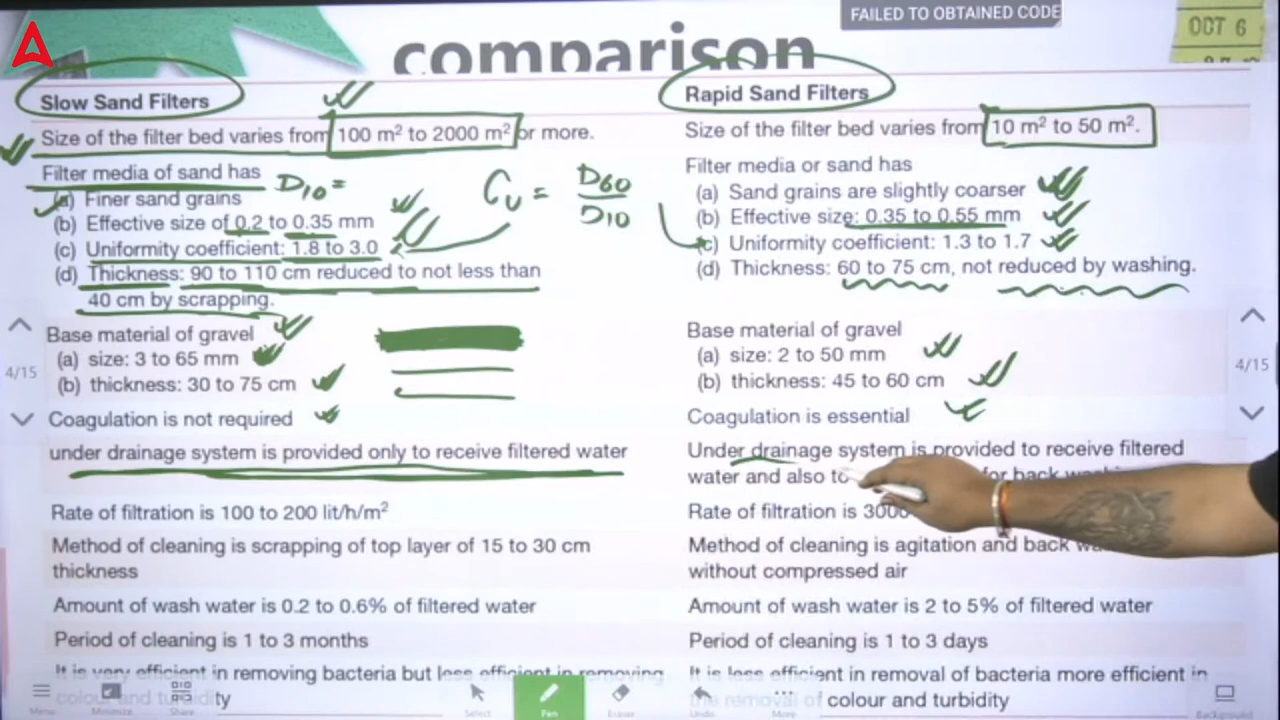 FAILED TO OBTAINED CODE
OCT 6
comparison
Slow Sand Filters
Size of the filter bed varies from 100 m² to 2000 m² or more.
Filter media of sand has
D10 =
Cu = D60 / D10
(a) Finer sand grains
(b) Effective size of 0.2 to 0.35 mm
(c) Uniformity coefficient: 1.8 to 3.0
(d) Thickness: 90 to 110 cm reduced to not less than
40 cm by scrapping.
Base material of gravel
(a) size: 3 to 65 mm
(b) thickness: 30 to 75 cm
Coagulation is not required
under drainage system is provided only to receive filtered water
Rate of filtration is 100 to 200 lit/h/m²
Method of cleaning is scrapping of top layer of 15 to 30 cm
thickness
Amount of wash water is 0.2 to 0.6% of filtered water
Period of cleaning is 1 to 3 months
It is very efficient in removing bacteria but less efficient in removing
colour and turbidity
Rapid Sand Filters
Size of the filter bed varies from 10 m² to 50 m².
Filter media or sand has
(a) Sand grains are slightly coarser
(b) Effective size: 0.35 to 0.55 mm
(c) Uniformity coefficient: 1.3 to 1.7
(d) Thickness: 60 to 75 cm, not reduced by washing.
Base material of gravel
(a) size: 2 to 50 mm
(b) thickness: 45 to 60 cm
Coagulation is essential
Under drainage system is provided to receive filtered
water and also to for back
Rate of filtration is
Method of cleaning is agitation and back
without compressed air
Amount of wash water is 2 to 5% of filtered water
Period of cleaning is 1 to 3 days
It is less efficient in removal of bacteria more efficient in
the removal of colour and turbidity
4/15
4/15
Menu
Minimize
Share
Select
Pen
Eraser
Undo
More
Background